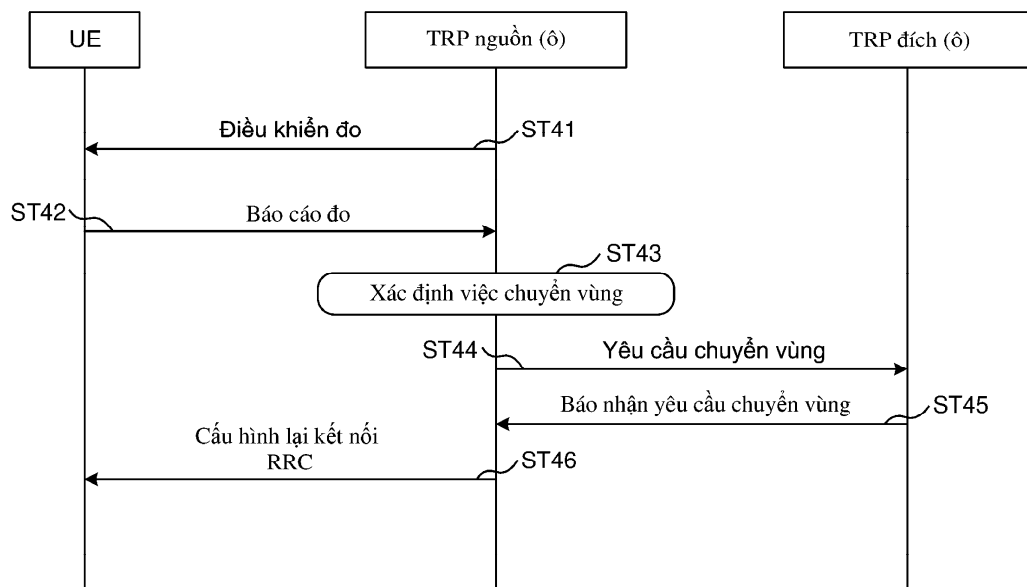 UE
TRP nguồn (ô)
TRP đích (ô)
Điều khiển đo
ST41
ST42
Báo cáo đo
ST43
Xác định việc chuyển vùng
ST44
Yêu cầu chuyển vùng
Báo nhận yêu cầu chuyển vùng
ST45
Cấu hình lại kết nối
RRC
ST46